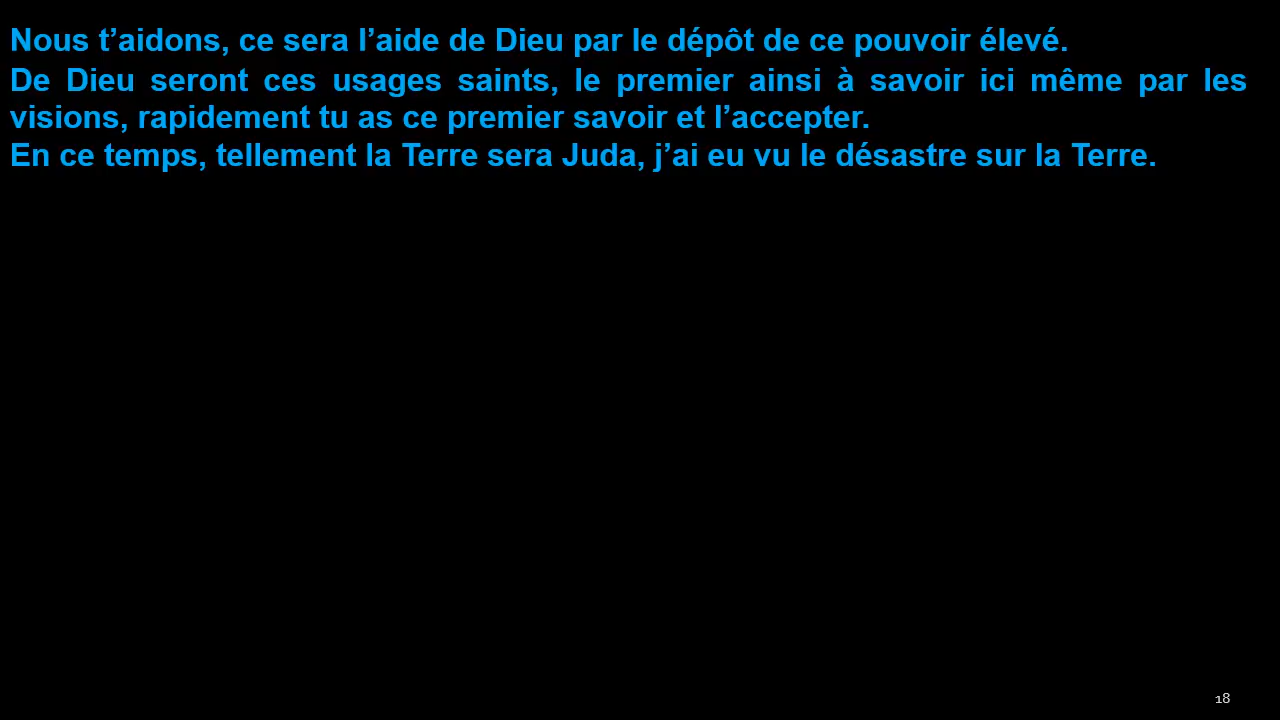 Nous t’aidons, ce sera l’aide de Dieu par le dépôt de ce pouvoir élevé.
De Dieu seront ces usages saints, le premier ainsi à savoir ici même par les
visions, rapidement tu as ce premier savoir et l’accepter.
En ce temps, tellement la Terre sera Juda, j’ai eu vu le désastre sur la Terre.
18